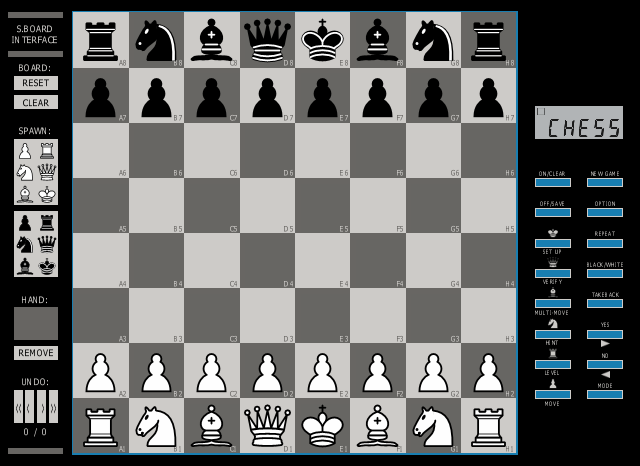 S.BOARD
INTERFACE
BOARD:
RESET
CLEAR
SPAWN:
HAND:
REMOVE
UNDO:
0 / 0
A8 B8 C8 D8 E8 F8 G8 H8
A7 B7 C7 D7 E7 F7 G7 H7
A6 B6 C6 D6 E6 F6 G6 H6
A5 B5 C5 D5 E5 F5 G5 H5
A4 B4 C4 D4 E4 F4 G4 H4
A3 B3 C3 D3 E3 F3 G3 H3
A2 B2 C2 D2 E2 F2 G2 H2
A1 B1 C1 D1 E1 F1 G1 H1
CHESS
ON/CLEAR NEW GAME
OFF/SAVE OPTION
REPEAT
SET UP
BLACK/WHITE
VERIFY
TAKEBACK
MULTI-MOVE
YES
HINT
NO
LEVEL
MODE
MOVE